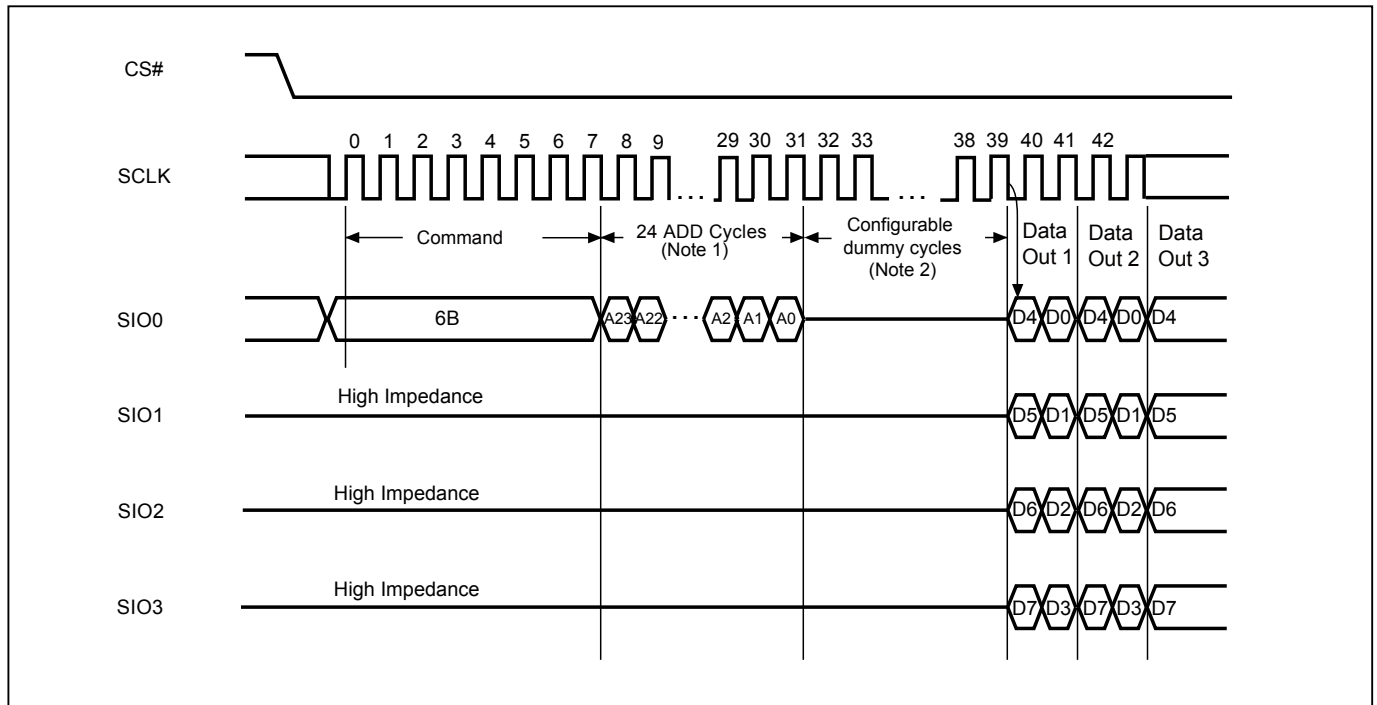 CS#
0 1 2 3 4 5 6 7 8 9 29 30 31 32 33 38 39 40 41 42
SCLK
...
...
Command
24 ADD Cycles
(Note 1)
Configurable
dummy cycles
(Note 2)
Data
Out 1
Data
Out 2
Data
Out 3
SIO0
6B
A23 A22 ... A2 A1 A0
D4 D0 D4 D0 D4
High Impedance
SIO1
D5 D1 D5 D1 D5
High Impedance
SIO2
D6 D2 D6 D2 D6
High Impedance
SIO3
D7 D3 D7 D3 D7